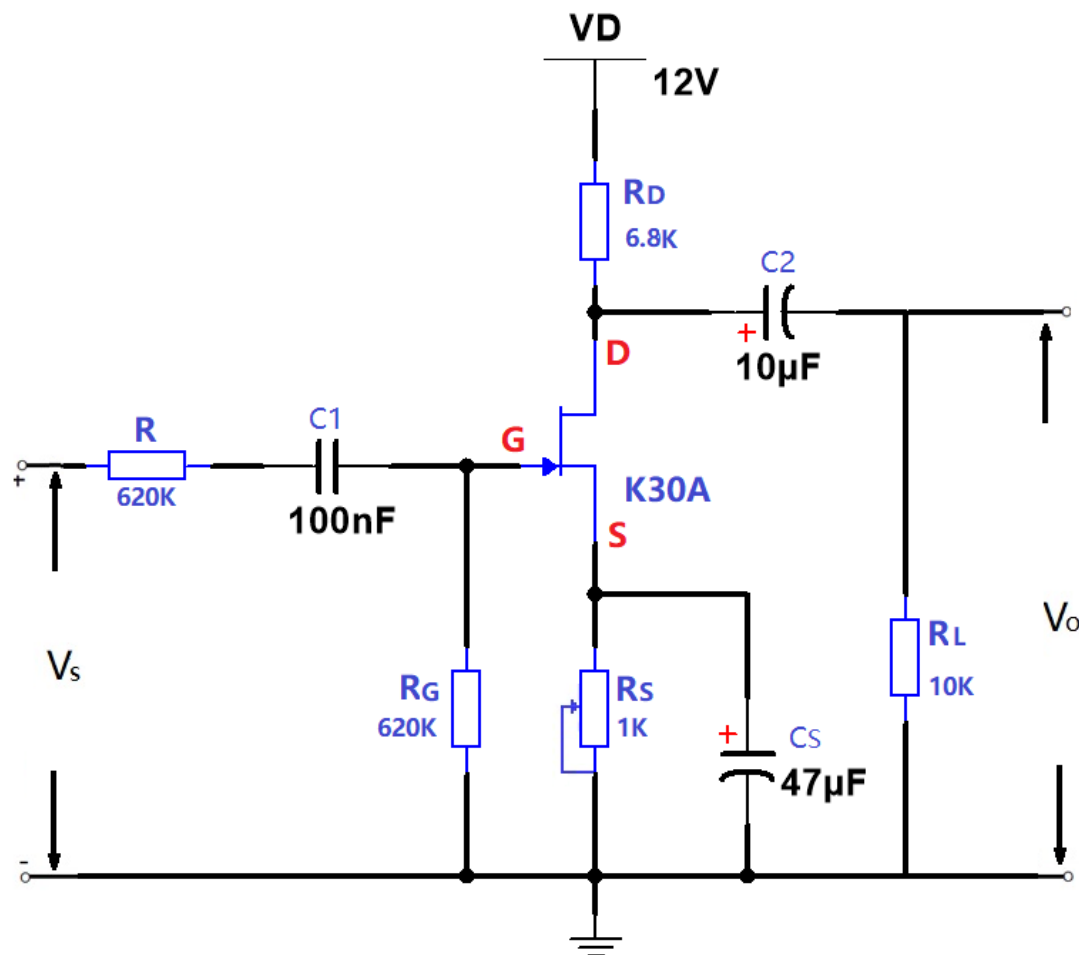 VD
12V
RD
6.8K
C2
+
10μF
D
R
620K
C1
100nF
G
K30A
S
+
-
VS
RG
620K
RS
1K
+
CS
47μF
RL
10K
VO